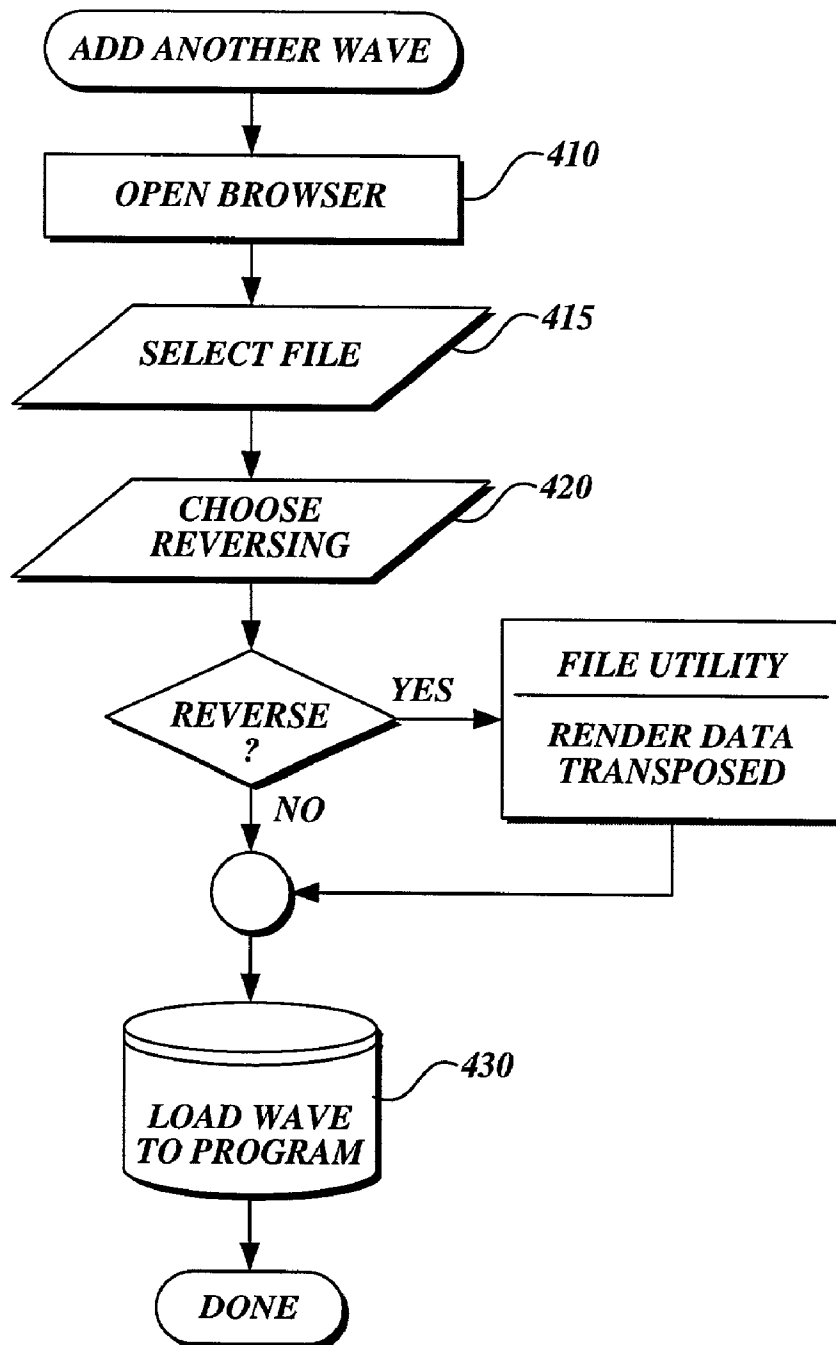 ADD ANOTHER WAVE
OPEN BROWSER
410
SELECT FILE
415
CHOOSE
REVERSING
420
REVERSE
?
YES
NO
FILE UTILITY
RENDER DATA
TRANSPOSED
LOAD WAVE
TO PROGRAM
430
DONE